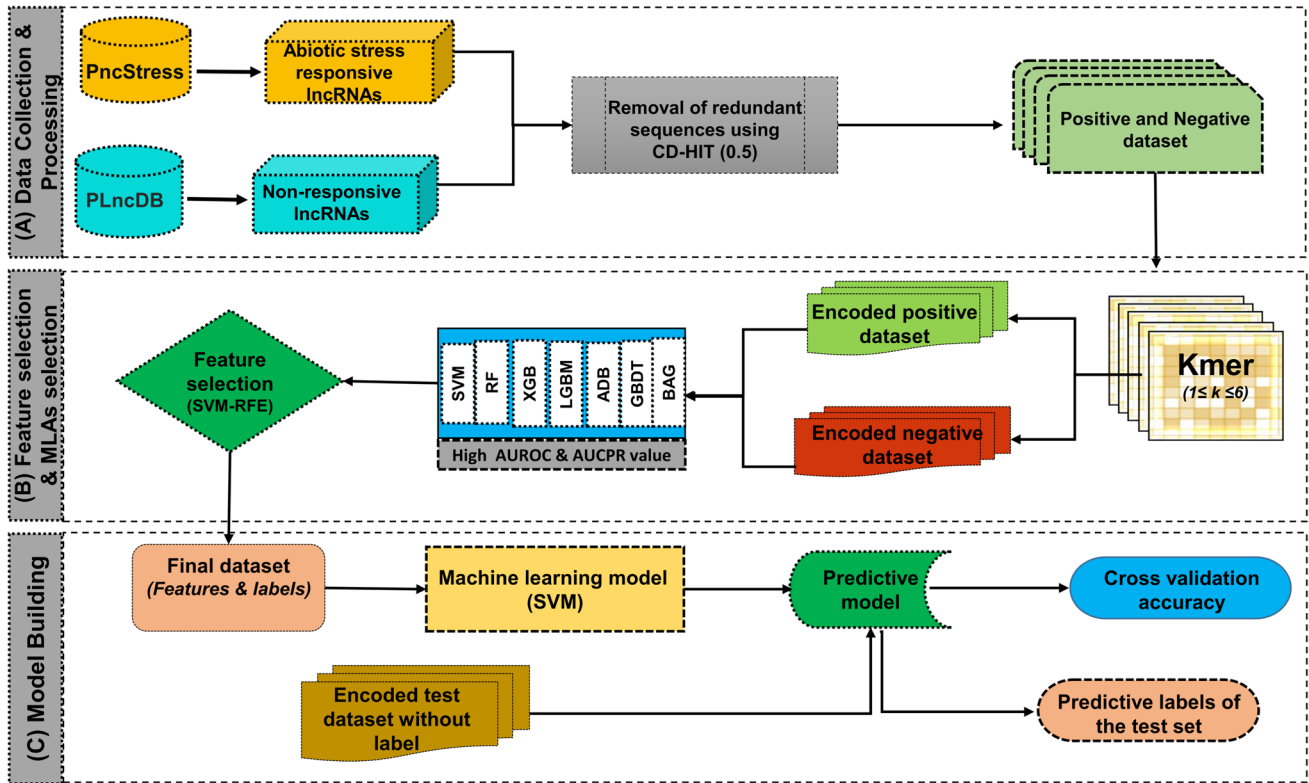 (A) Data Collection &
Processing
PncStress
Abiotic stress
responsive
lncRNAs
PLncDB
Non-responsive
lncRNAs
Removal of redundant
sequences using
CD-HIT (0.5)
Positive and Negative
dataset
(B) Feature selection
& MLAs selection
Feature
selection
(SVM-RFE)
SVM
RF
XGB
LGBM
ADB
GBDT
BAG
High AUROC & AUCPR value
Encoded positive
dataset
Encoded negative
dataset
Kmer
(1≤ k ≤6)
(C) Model Building
Final dataset
(Features & labels)
Machine learning model
(SVM)
Predictive
model
Cross validation
accuracy
Encoded test
dataset without
label
Predictive labels of
the test set